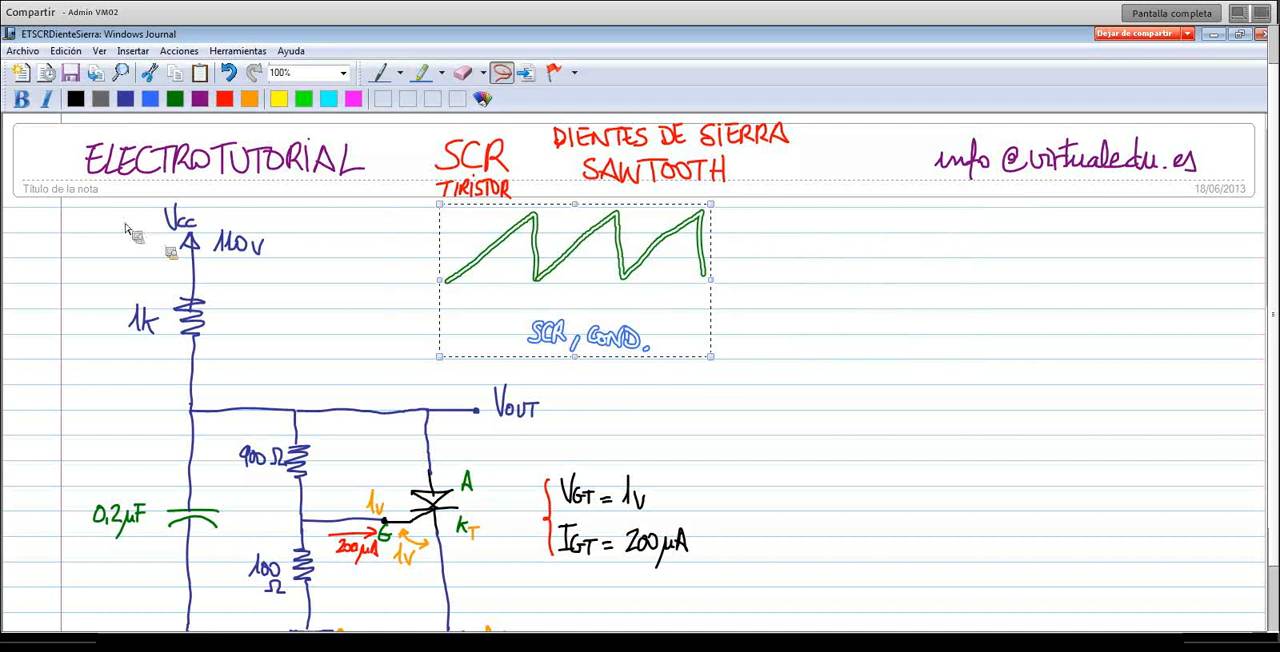 Compartir - Admin VM02
Pantalla completa
ETSCRDienteSierra: Windows Journal
Dejar de compartir
Archivo Edición Ver Insertar Acciones Herramientas Ayuda
100%
B I
ELECTROTUTORIAL
SCR
TIRISTOR
DIENTES DE SIERRA
SAWTOOTH
info@virtualedu.es
Título de la nota
18/06/2013
Vcc
110V
1k
SCR, COND.
VOUT
900Ω
A
0,2µF
1V
G
KT
200µA
1V
100
Ω
VGT = 1V
IGT = 200µA